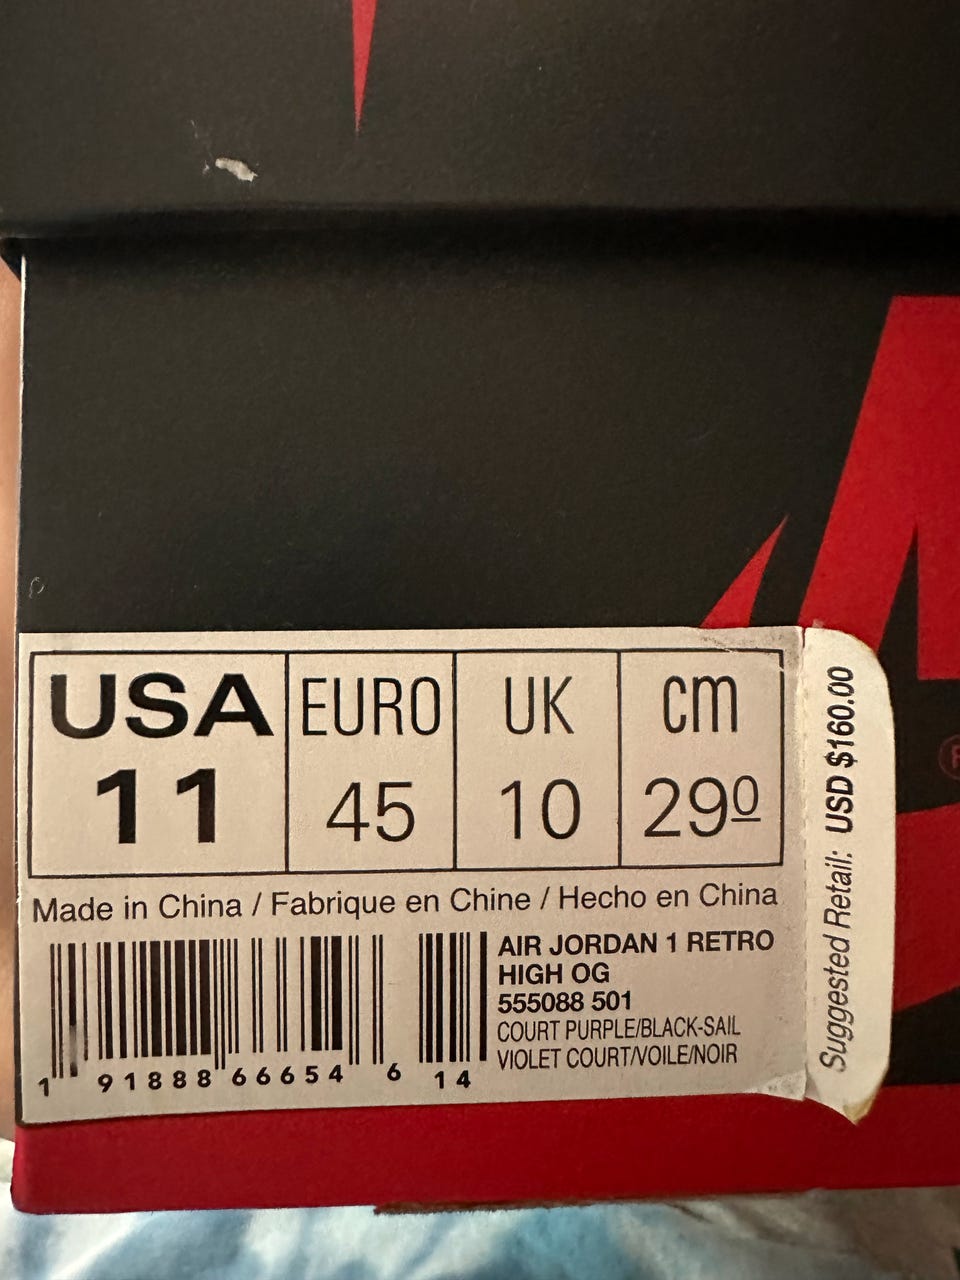 USA EURO UK cm
11 45 10 290
Made in China / Fabrique en Chine / Hecho en China
AIR JORDAN 1 RETRO
HIGH OG
555088 501
COURT PURPLE/BLACK-SAIL
VIOLET COURT/VOILE/NOIR
1 91888 66654 6 14
Suggested Retail: USD $160.00